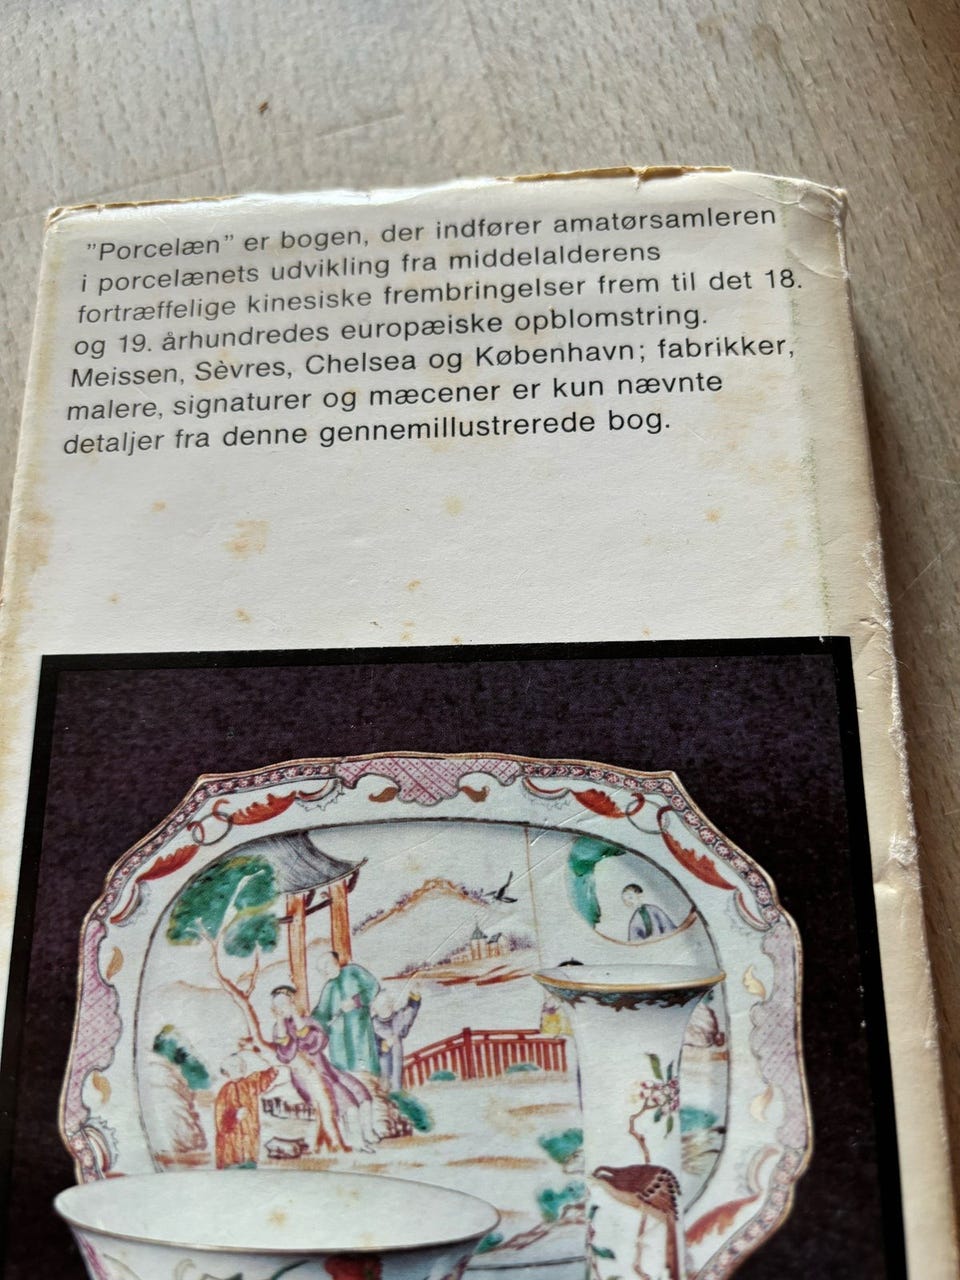 "Porcelæn" er bogen, der indfører amatørsamleren
i porcelænets udvikling fra middelalderens
fortræffelige kinesiske frembringelser frem til det 18.
og 19. århundredes europæiske opblomstring.
Meissen, Sèvres, Chelsea og København; fabrikker,
malere, signaturer og mæcener er kun nævnte
detaljer fra denne gennemillustrerede bog.